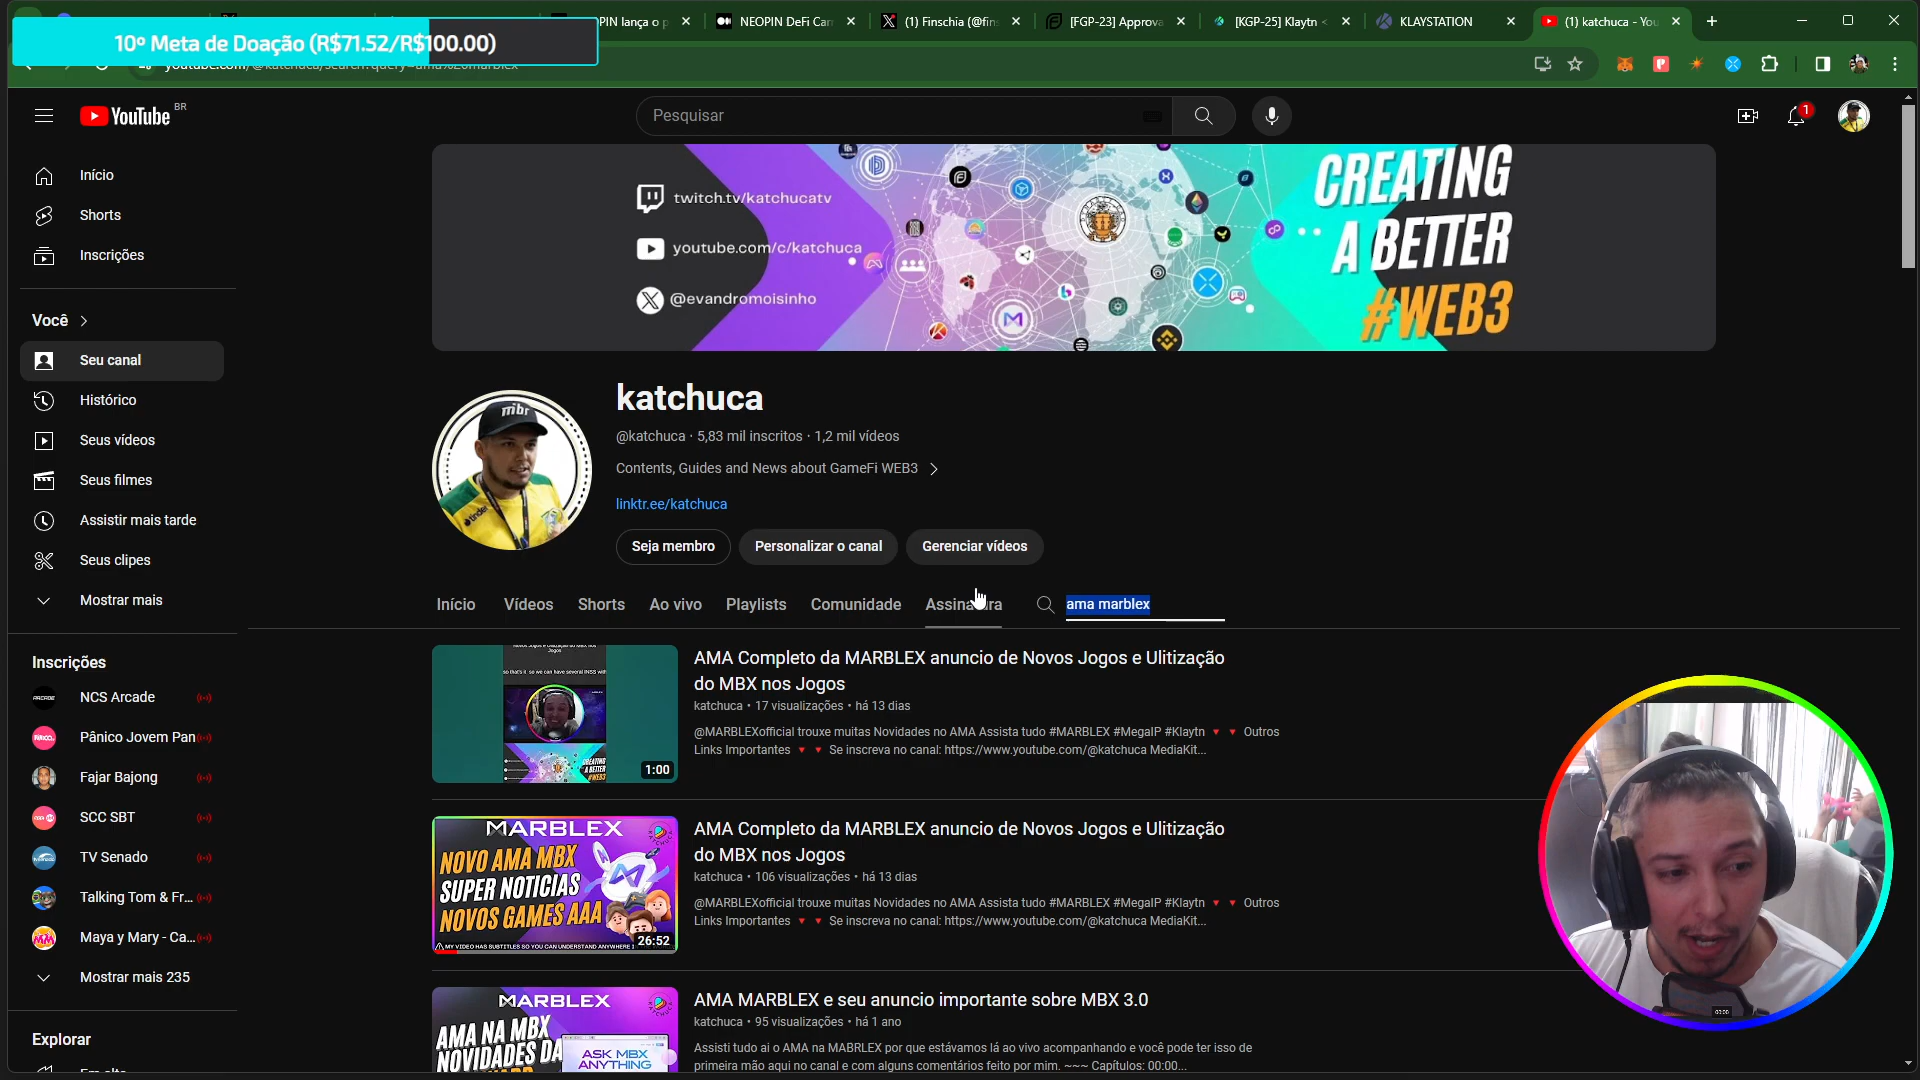 OPIN lança o p
NEOPIN DeFi Can
(1) Finschia (@fins
[FGP-23] Approva
[KGP-25] Klaytn <
KLAYSTATION
(1) katchuca - You
10º Meta de Doação (R$71.52/R$100.00)
YouTube BR
Pesquisar
1
Início
Shorts
Inscrições
Você
Seu canal
Histórico
Seus vídeos
Seus filmes
Assistir mais tarde
Seus clipes
Mostrar mais
Inscrições
NCS Arcade
Pânico Jovem Pan
Fajar Bajong
SCC SBT
TV Senado
Talking Tom & Fr...
Maya y Mary - Ca...
Mostrar mais 235
Explorar
twitch.tv/katchucatv
youtube.com/c/katchuca
@evandromoisinho
CREATING
A BETTER
#WEB3
mibr
tinder
katchuca
@katchuca · 5,83 mil inscritos · 1,2 mil vídeos
Contents, Guides and News about GameFi WEB3
linktr.ee/katchuca
Seja membro
Personalizar o canal
Gerenciar vídeos
Início
Vídeos
Shorts
Ao vivo
Playlists
Comunidade
ama marblex
1:00
AMA Completo da MARBLEX anuncio de Novos Jogos e Ulitização
do MBX nos Jogos
katchuca • 17 visualizações • há 13 dias
@MARBLEXofficial trouxe muitas Novidades no AMA Assista tudo #MARBLEX #MegaIP #Klaytn 🔻 🔻 Outros
Links Importantes 🔻 🔻 Se inscreva no canal: https://www.youtube.com/@katchuca MediaKit...
MARBLEX
NOVO AMA MBX
SUPER NOTICIAS
NOVOS GAMES AAA
26:52
AMA Completo da MARBLEX anuncio de Novos Jogos e Ulitização
do MBX nos Jogos
katchuca • 106 visualizações • há 13 dias
@MARBLEXofficial trouxe muitas Novidades no AMA Assista tudo #MARBLEX #MegaIP #Klaytn 🔻 🔻 Outros
Links Importantes 🔻 🔻 Se inscreva no canal: https://www.youtube.com/@katchuca MediaKit...
MARBLEX
AMA NA MBX
NOVIDADES DA
ASK MBX
ANYTHING
AMA MARBLEX e seu anuncio importante sobre MBX 3.0
katchuca • 95 visualizações • há 1 ano
Assisti tudo ai o AMA na MABRLEX por que estávamos lá ao vivo acompanhando e você pode ter isso de
primeira mão aqui no canal e com alguns comentários feito por mim. ~~~ Capítulos: 00:00...
00:00